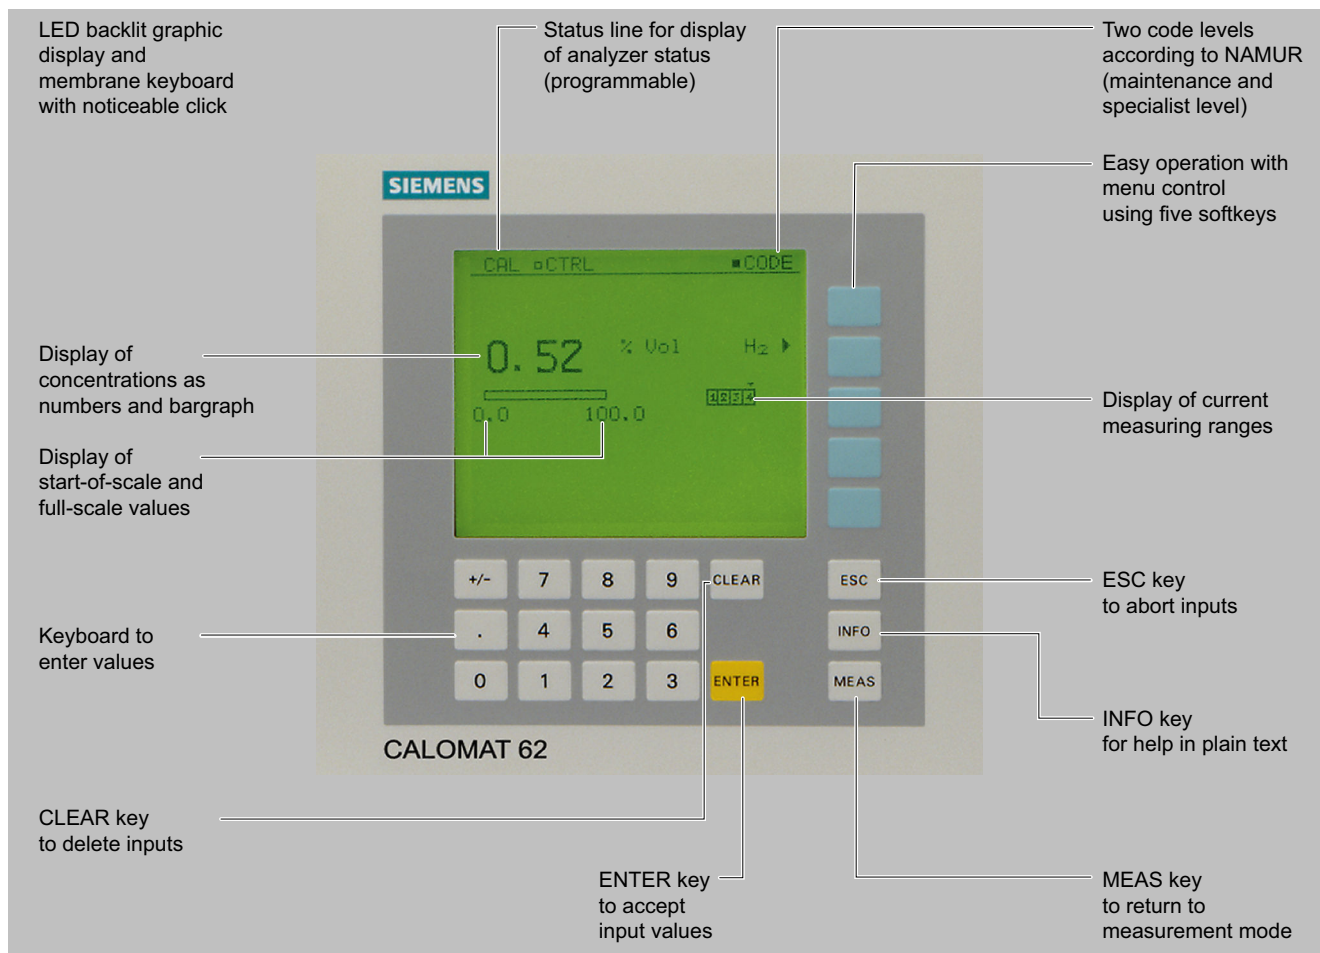 LED backlit graphic
display and
membrane keyboard
with noticeable click
Status line for display
of analyzer status
(programmable)
Two code levels
according to NAMUR
(maintenance and
specialist level)
Easy operation with
menu control
using five softkeys
SIEMENS
CAL CTRL CODE
0.52 % Vol H2
1 2 3 4
0.0 100.0
Display of
concentrations as
numbers and bargraph
Display of current
measuring ranges
Display of
start-of-scale and
full-scale values
+/- 7 8 9 CLEAR ESC
. 4 5 6 INFO
0 1 2 3 ENTER MEAS
ESC key
to abort inputs
Keyboard to
enter values
INFO key
for help in plain text
CALOMAT 62
CLEAR key
to delete inputs
ENTER key
to accept
input values
MEAS key
to return to
measurement mode